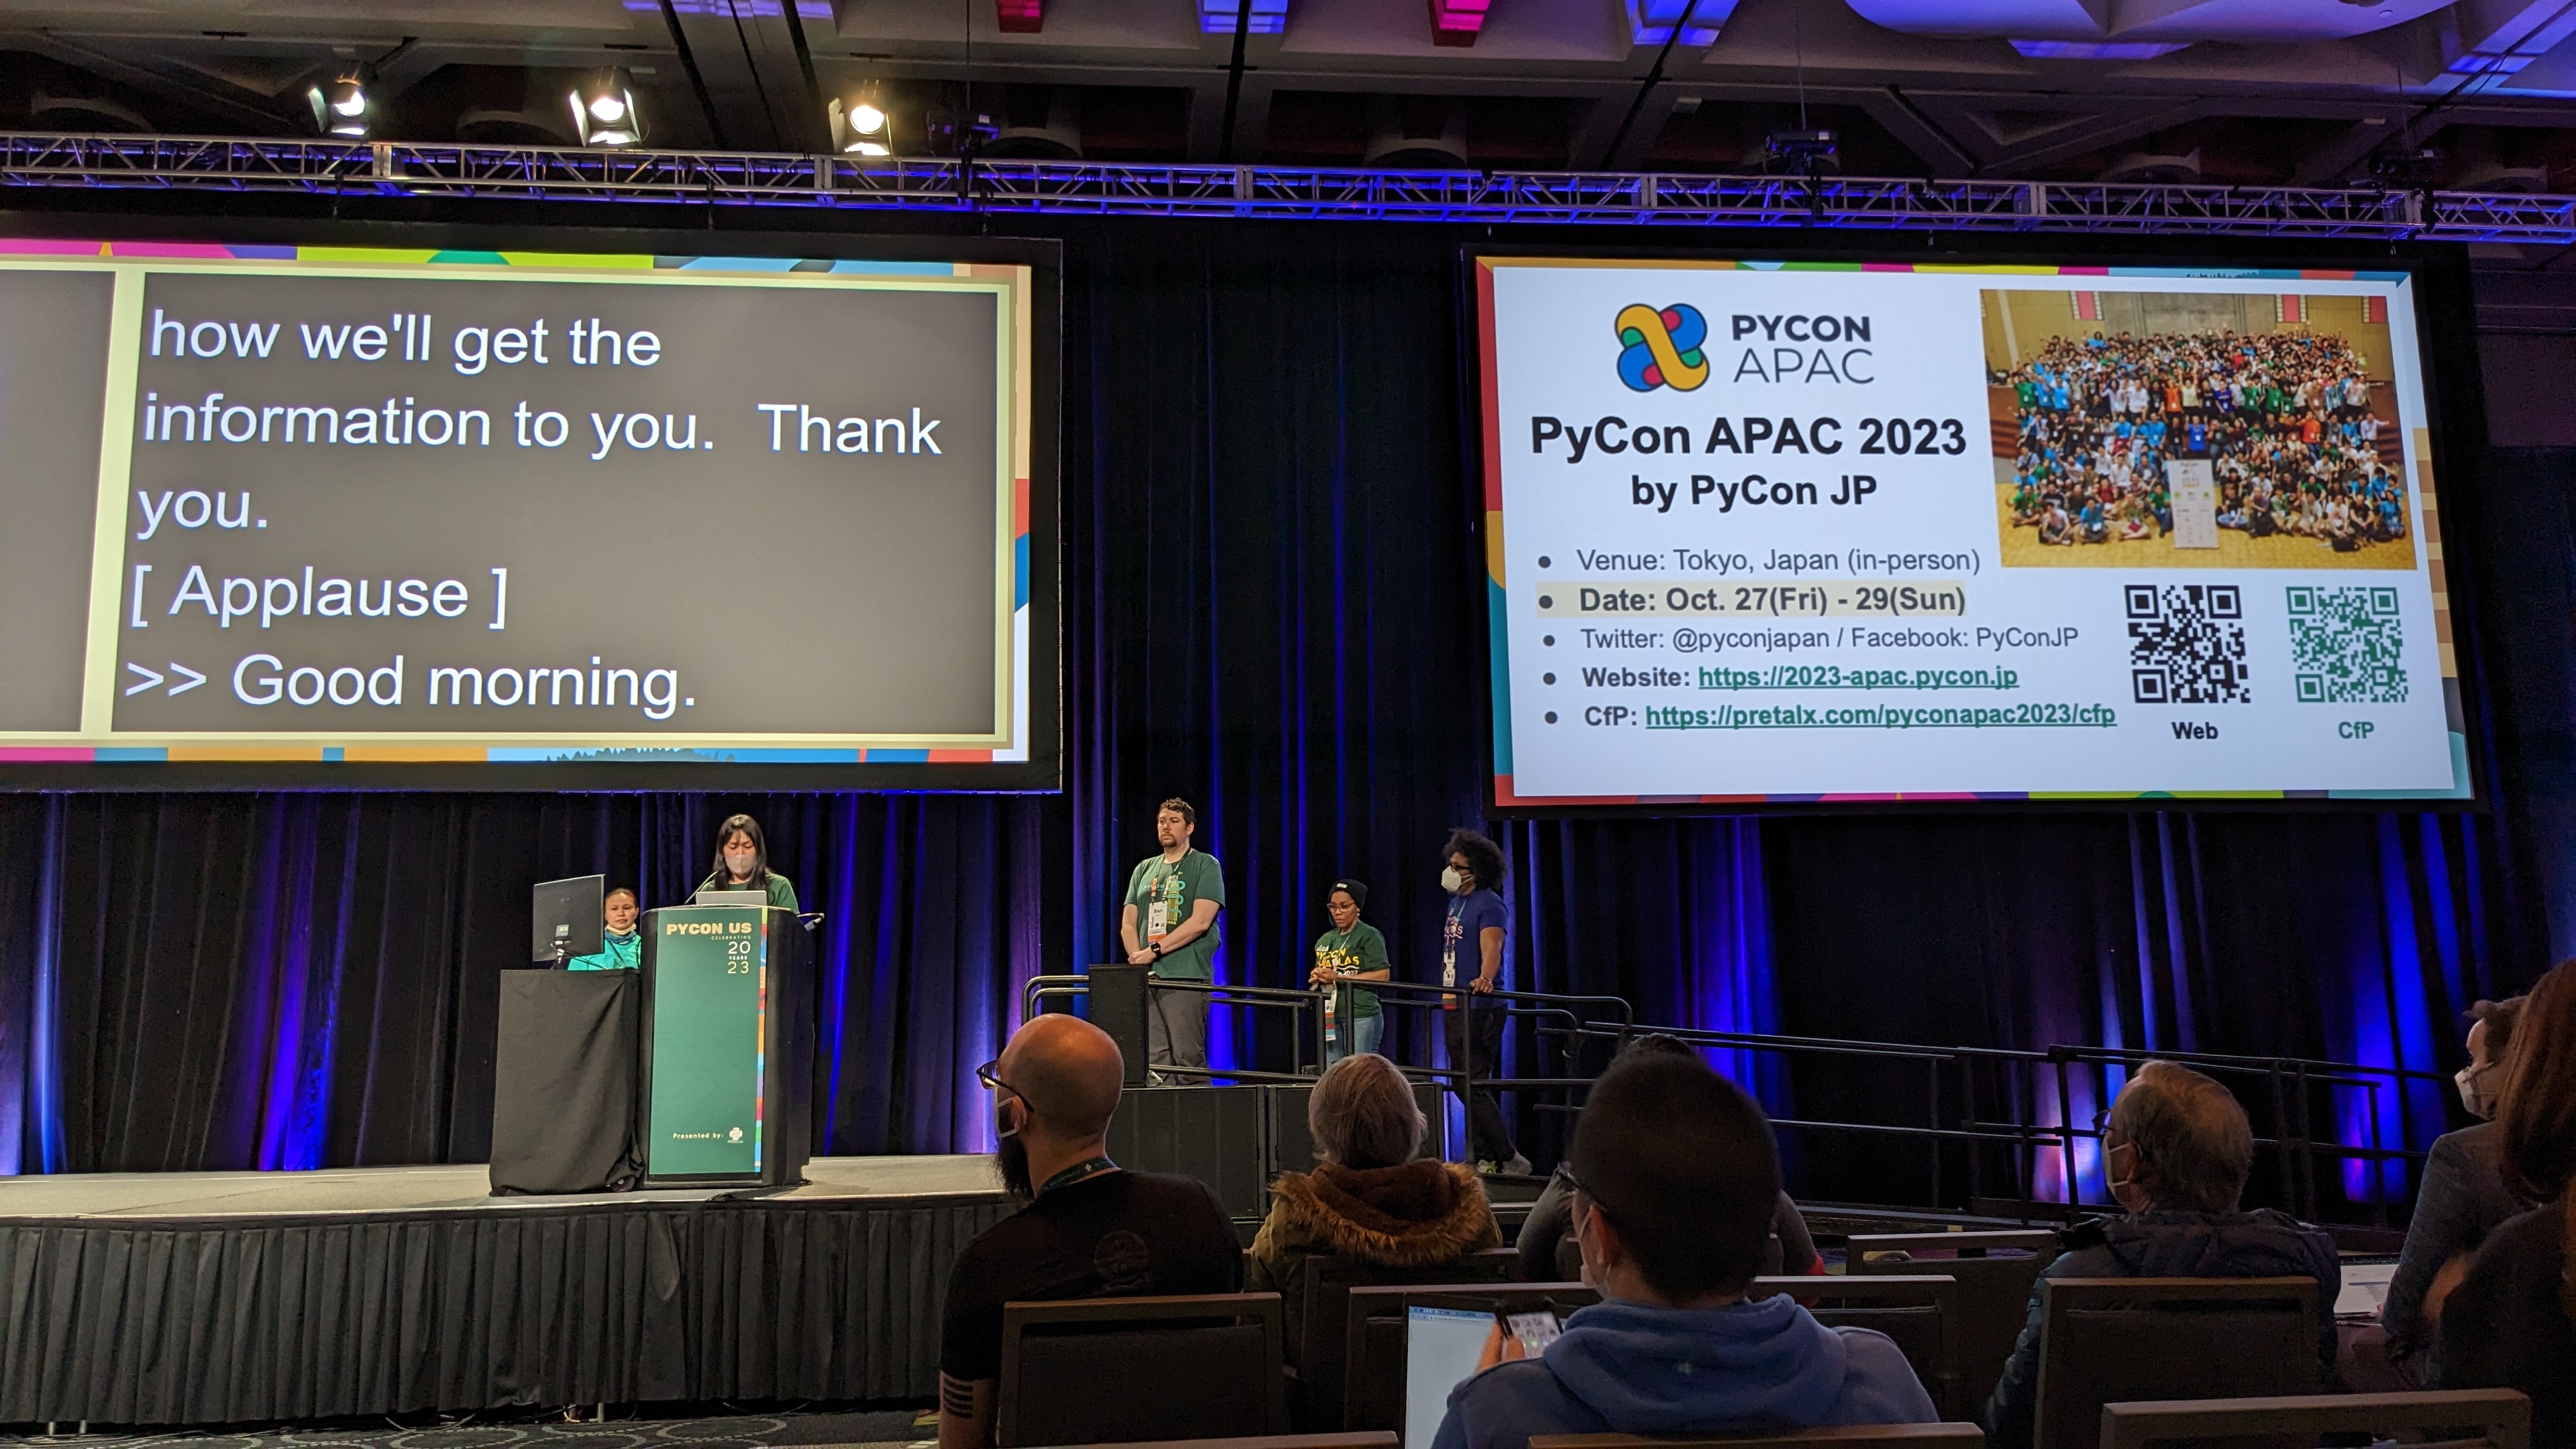 how we'll get the
information to you.  Thank
you.
[ Applause ]
>> Good morning.
PYCON
APAC
PyCon APAC 2023
by PyCon JP
• Venue: Tokyo, Japan (in-person)
• Date: Oct. 27(Fri) - 29(Sun)
• Twitter: @pyconjapan / Facebook: PyConJP
• Website: https://2023-apac.pycon.jp
• CfP: https://pretalx.com/pyconapac2023/cfp
Web
CfP
PYCON US
CELEBRATING
20
YEARS
23
Presented by: